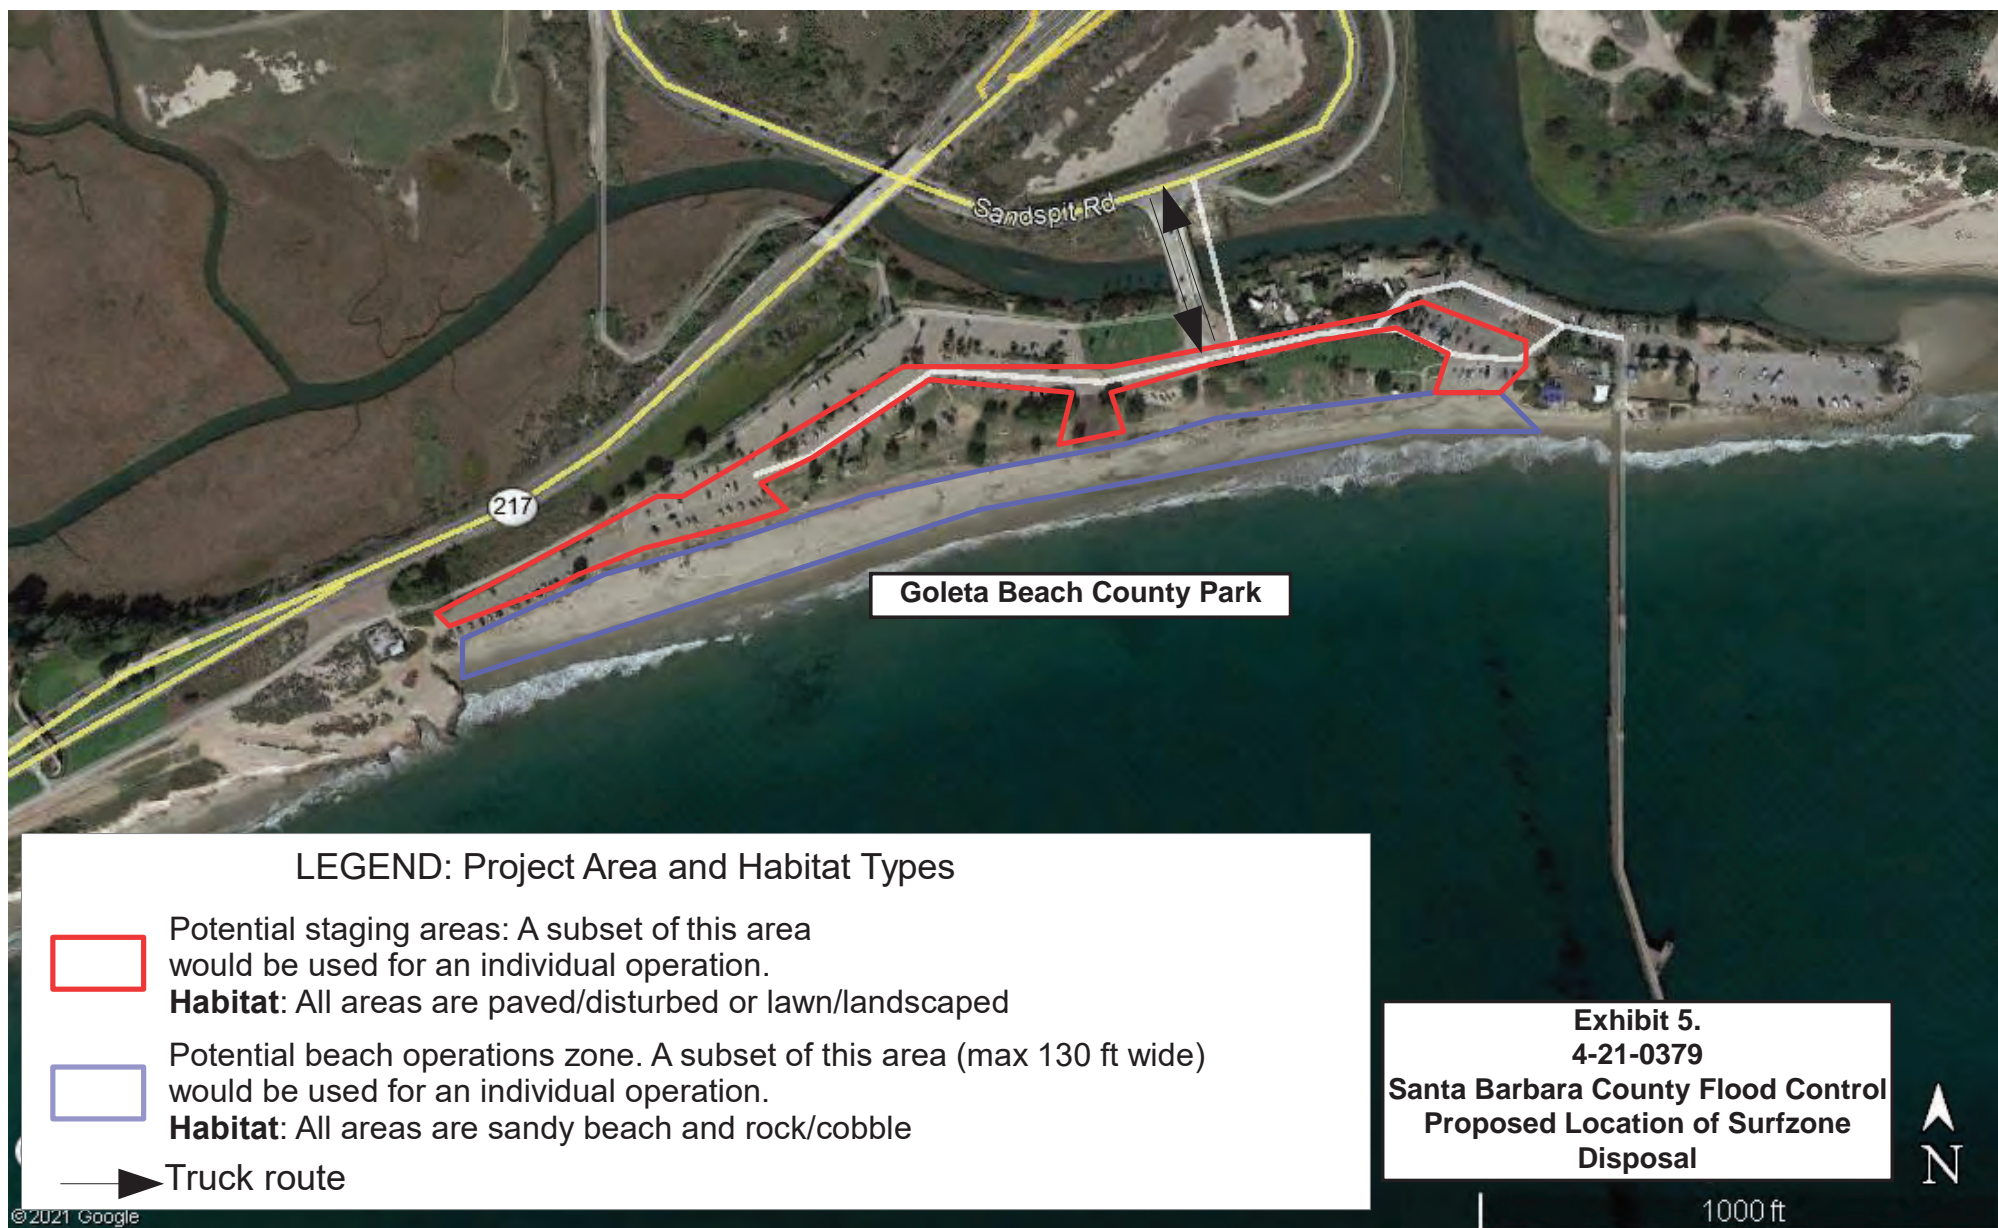 Sandspit Rd
217
Goleta Beach County Park
LEGEND: Project Area and Habitat Types
Potential staging areas: A subset of this area
would be used for an individual operation.
Habitat: All areas are paved/disturbed or lawn/landscaped
Potential beach operations zone. A subset of this area (max 130 ft wide)
would be used for an individual operation.
Habitat: All areas are sandy beach and rock/cobble
Truck route
Exhibit 5.
4-21-0379
Santa Barbara County Flood Control
Proposed Location of Surfzone
Disposal
N
1000 ft
©2021 Google